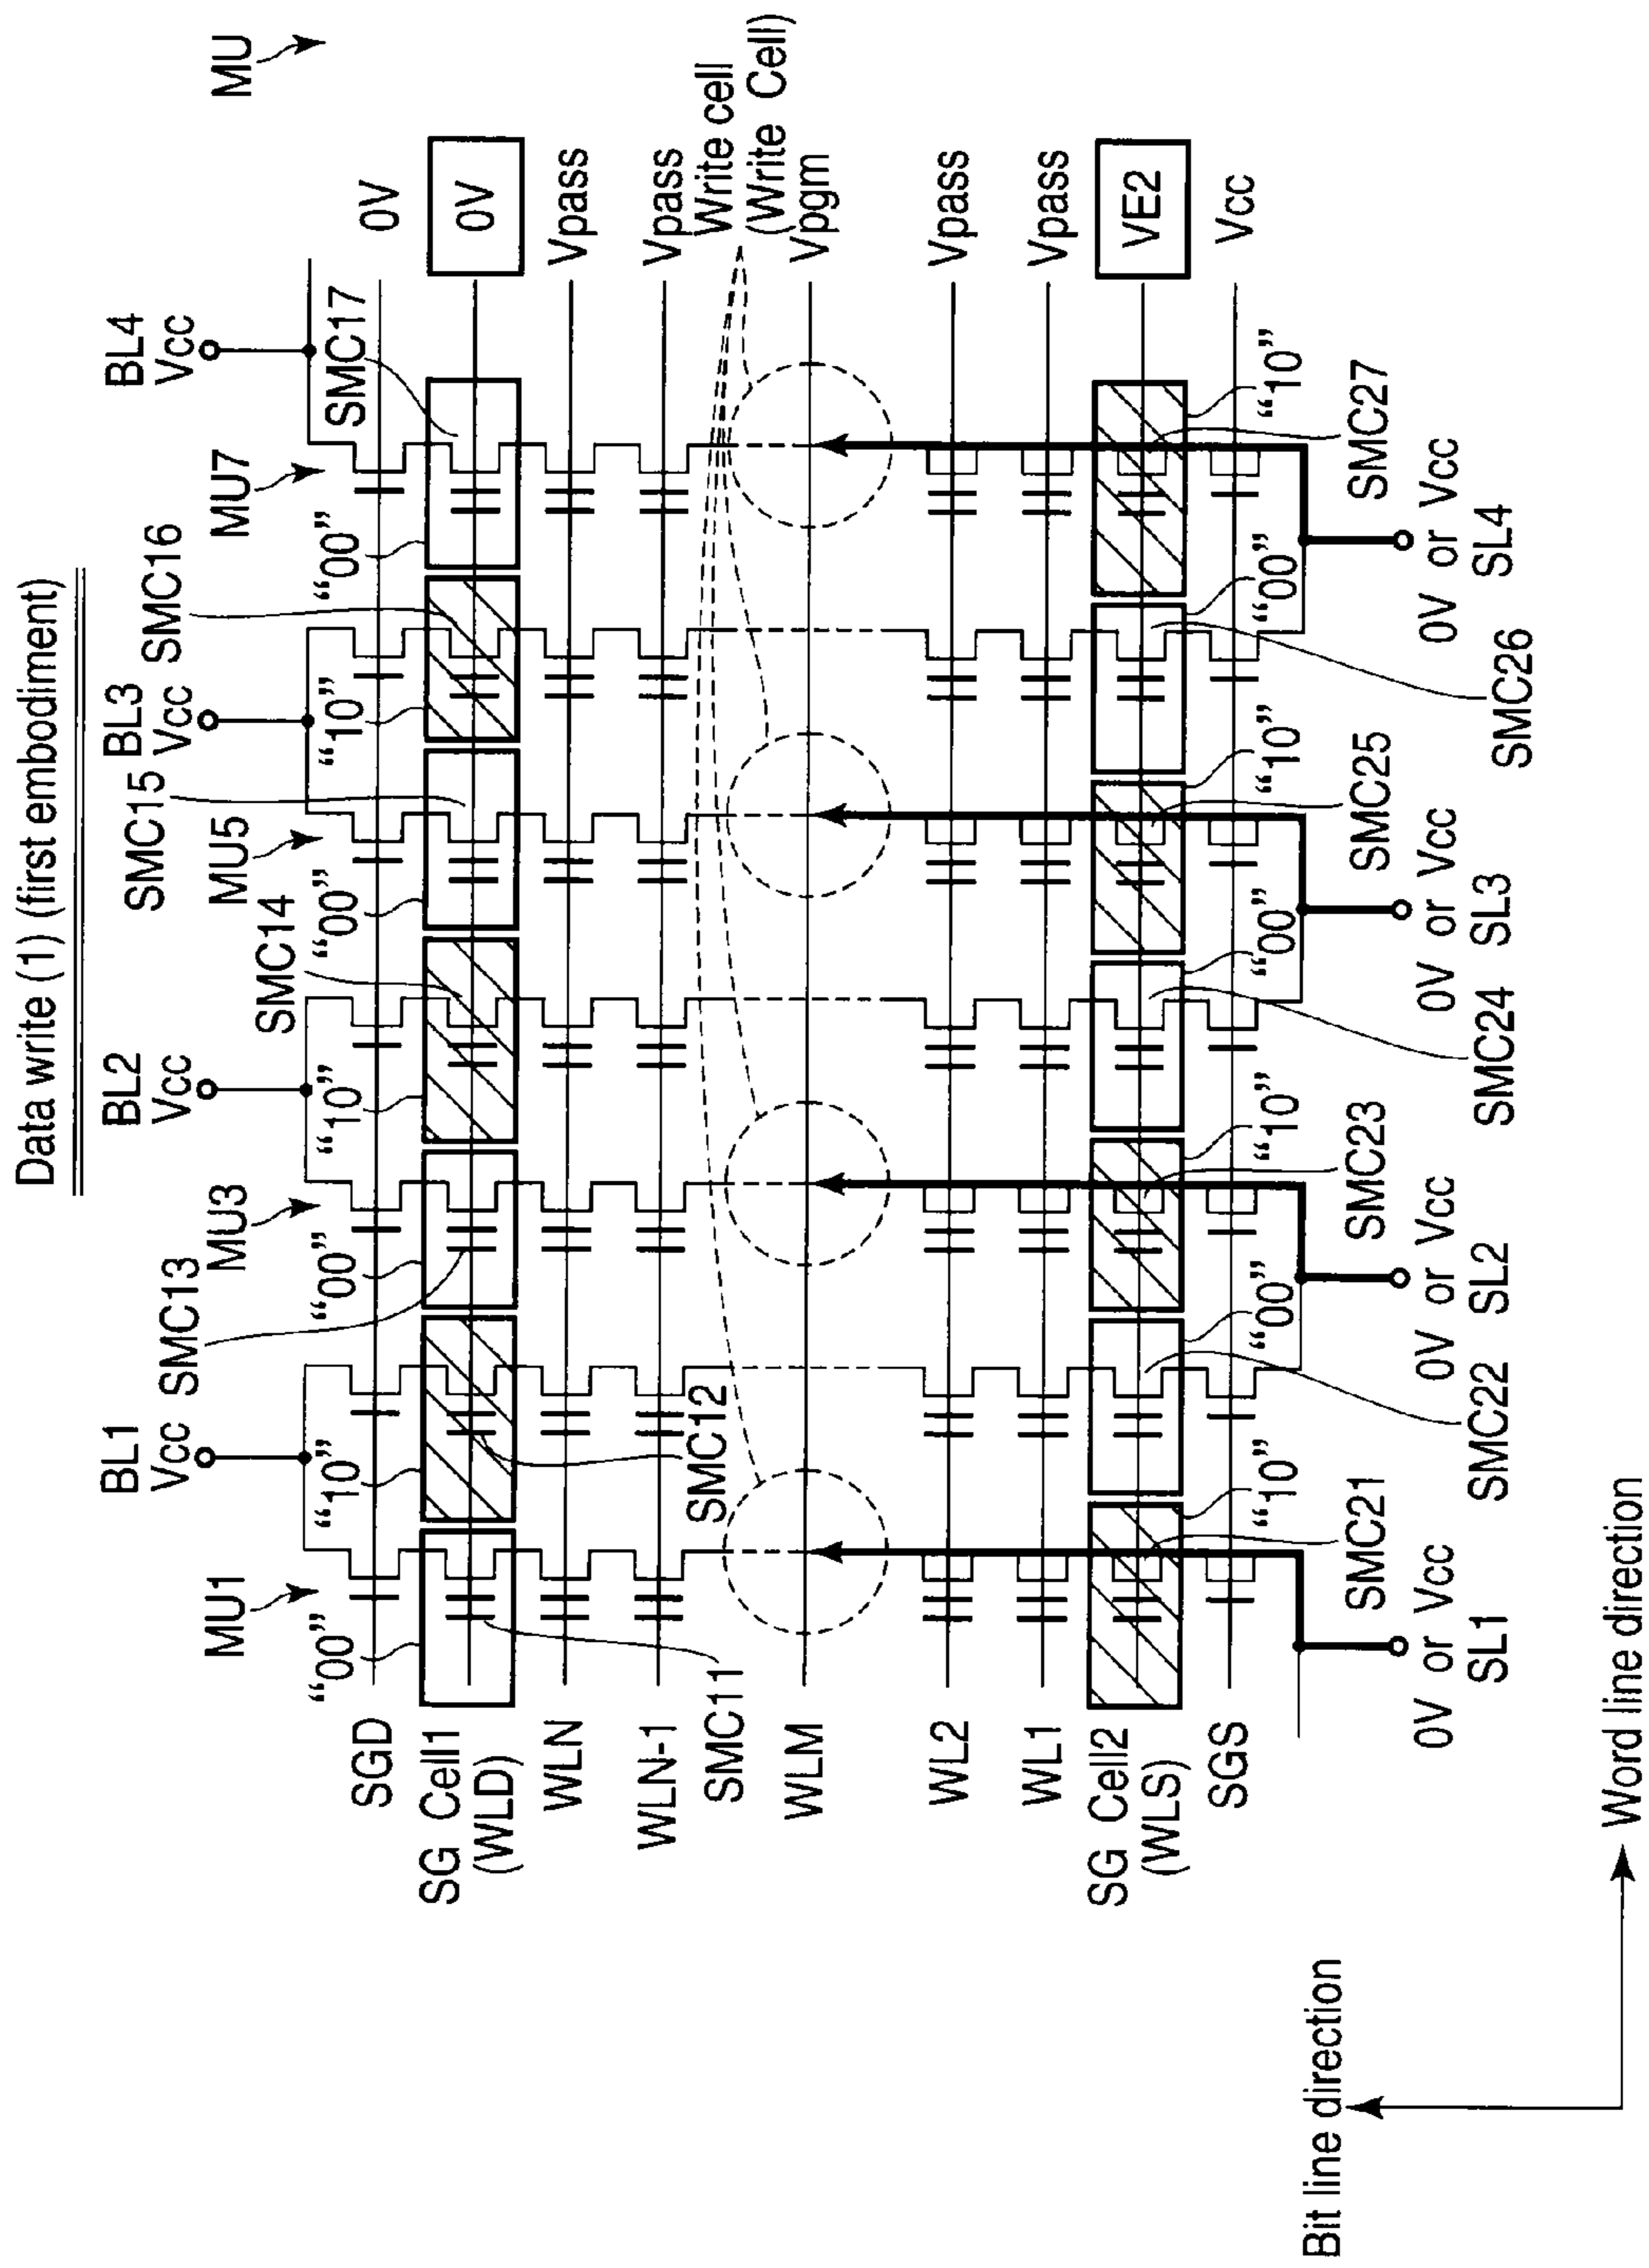 Data write (1) (first embodiment)
MU
BL1
Vcc
BL2
Vcc
BL3
Vcc
BL4
Vcc
MU1
SMC13
MU3
SMC14
SMC15
MU5
SMC16
MU7
SMC17
“00”
“10”
“00”
“10”
“00”
“10”
“00”
SGD
0V
SG Cell1
(WLD)
0V
WLN
Vpass
WLN-1
Vpass
SMC11
SMC12
Write cell
(Write Cell)
WLM
Vpgm
WL2
Vpass
WL1
Vpass
SG Cell2
(WLS)
VE2
SGS
Vcc
“10”
“00”
“10”
“00”
“10”
“00”
“10”
SMC21
SMC22
SMC23
SMC24
SMC25
SMC26
SMC27
0V or Vcc
SL1
0V or Vcc
SL2
0V or Vcc
SL3
0V or Vcc
SL4
Bit line direction
Word line direction